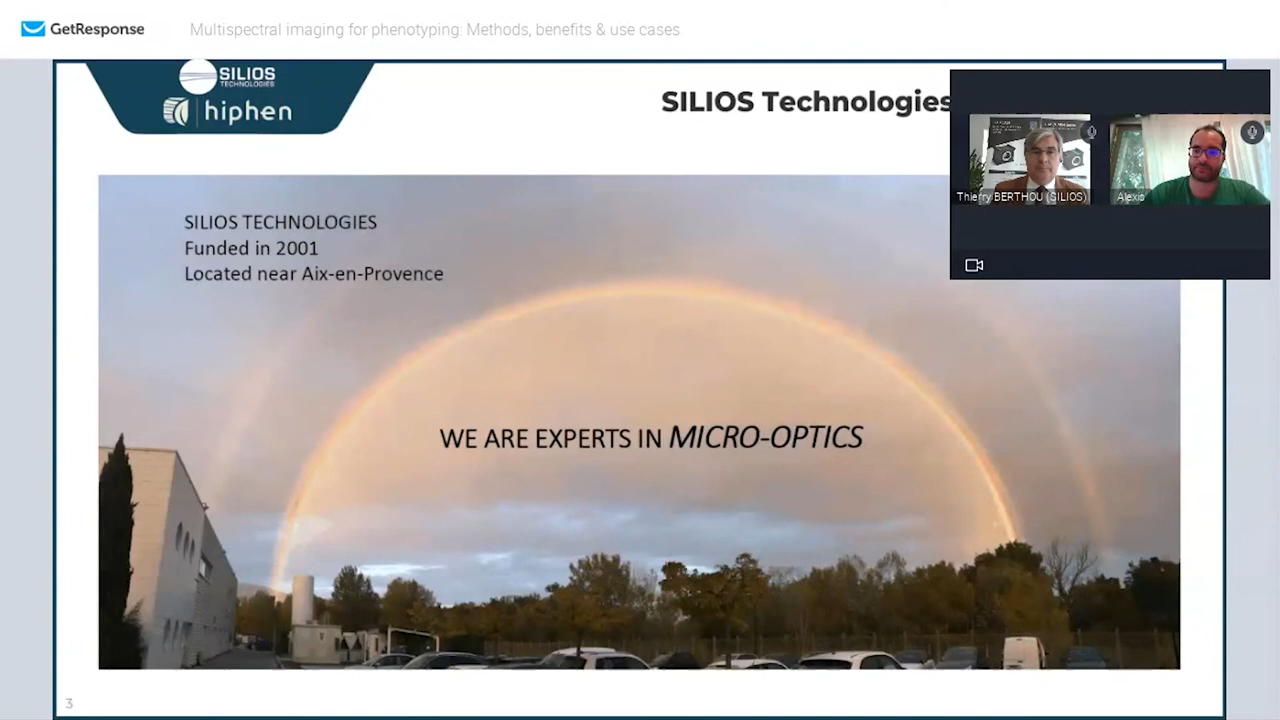 GetResponse
Multispectral imaging for phenotyping: Methods, benefits & use cases
SILIOS
TECHNOLOGIES
hiphen
SILIOS Technologies
Thierry BERTHOU (SILIOS)
Alexis
SILIOS TECHNOLOGIES
Funded in 2001
Located near Aix-en-Provence
WE ARE EXPERTS IN MICRO-OPTICS
3